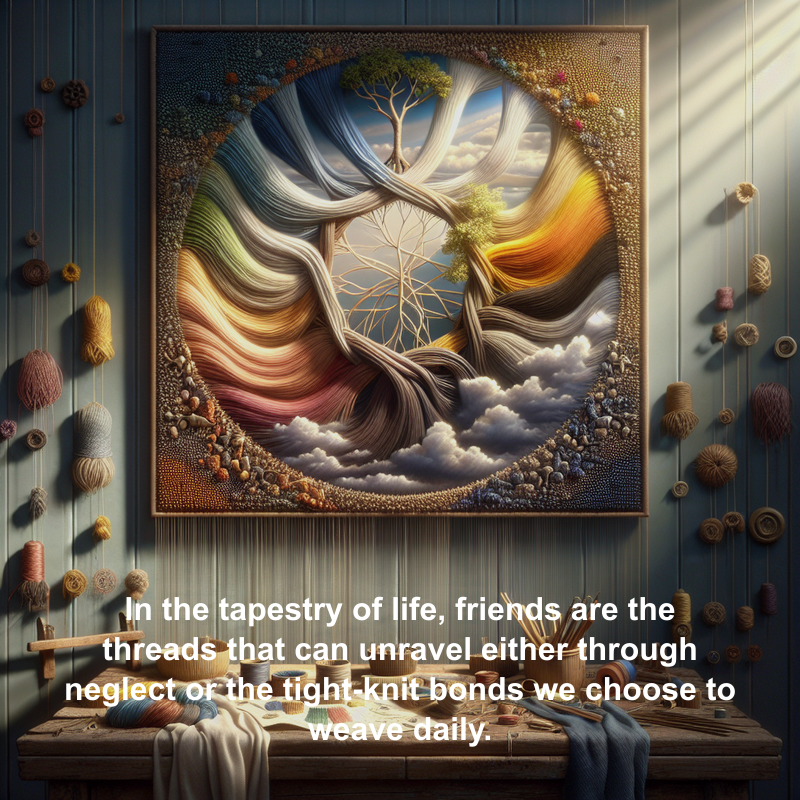 In the tapestry of life, friends are the
threads that can unravel either through
neglect or the tight-knit bonds we choose to
weave daily.